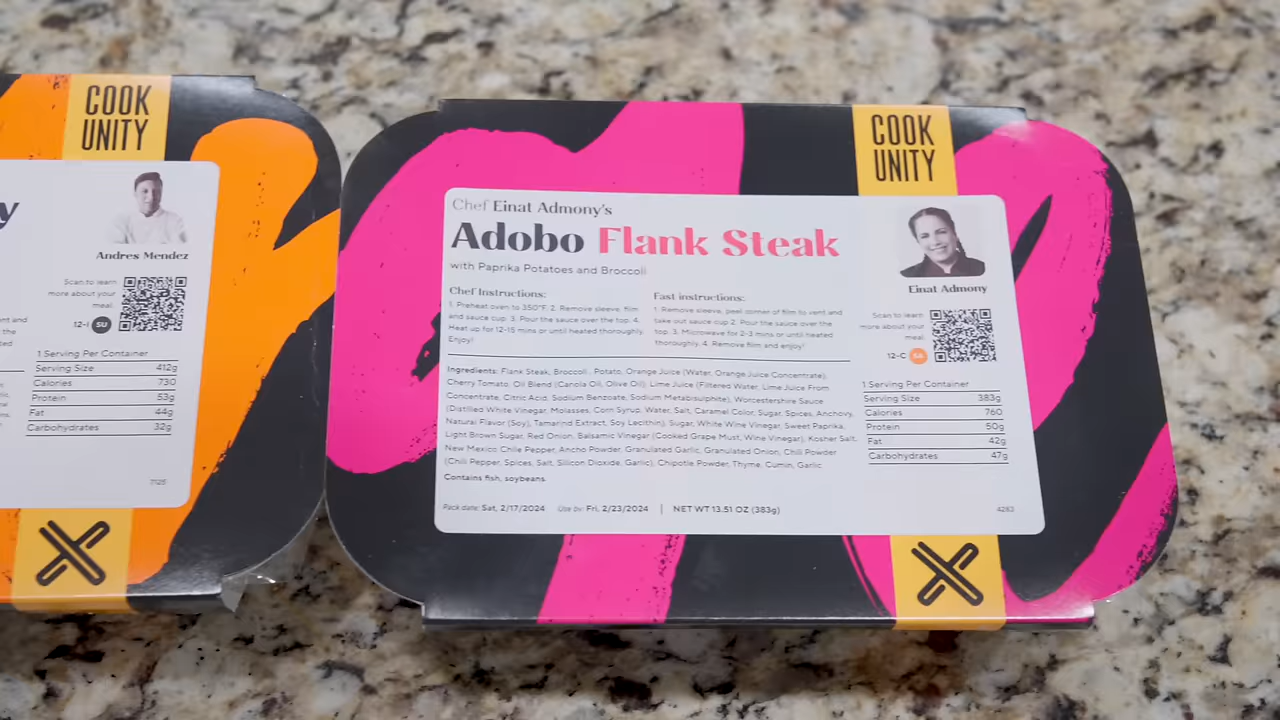 COOK
UNITY
y
Andres Mendez
Scan to learn
more about your
meal.
12-I SU
1 Serving Per Container
Serving Size 412g
Calories 730
Protein 53g
Fat 44g
Carbohydrates 32g
7125
COOK
UNITY
Chef Einat Admony's
Adobo Flank Steak
with Paprika Potatoes and Broccoli
Chef Instructions:
1. Preheat oven to 350°F. 2. Remove sleeve, film
and sauce cup. 3. Pour the sauce over the top. 4.
Heat up for 12-15 mins or until heated thoroughly.
Enjoy!
Fast instructions:
1. Remove sleeve, peel corner of film to vent and
take out sauce cup 2. Pour the sauce over the
top. 3. Microwave for 2-3 mins or until heated
thoroughly. 4. Remove film and enjoy!
Einat Admony
Scan to learn
more about your
meal.
12-C SA
Ingredients: Flank Steak, Broccoli, Potato, Orange Juice (Water, Orange Juice Concentrate),
Cherry Tomato, Oil Blend (Canola Oil, Olive Oil), Lime Juice (Filtered Water, Lime Juice From
Concentrate, Citric Acid, Sodium Benzoate, Sodium Metabisulphite), Worcestershire Sauce
(Distilled White Vinegar, Molasses, Corn Syrup, Water, Salt, Caramel Color, Sugar, Spices, Anchovy,
Natural Flavor (Soy), Tamarind Extract, Soy Lecithin), Sugar, White Wine Vinegar, Sweet Paprika,
Light Brown Sugar, Red Onion, Balsamic Vinegar (Cooked Grape Must, Wine Vinegar), Kosher Salt,
New Mexico Chile Pepper, Ancho Powder, Granulated Garlic, Granulated Onion, Chili Powder
(Chili Pepper, Spices, Salt, Silicon Dioxide, Garlic), Chipotle Powder, Thyme, Cumin, Garlic
Contains fish, soybeans.
1 Serving Per Container
Serving Size 383g
Calories 760
Protein 50g
Fat 42g
Carbohydrates 47g
Pack date: Sat, 2/17/2024 Use by: Fri, 2/23/2024 | NET WT 13.51 OZ (383g)
4283